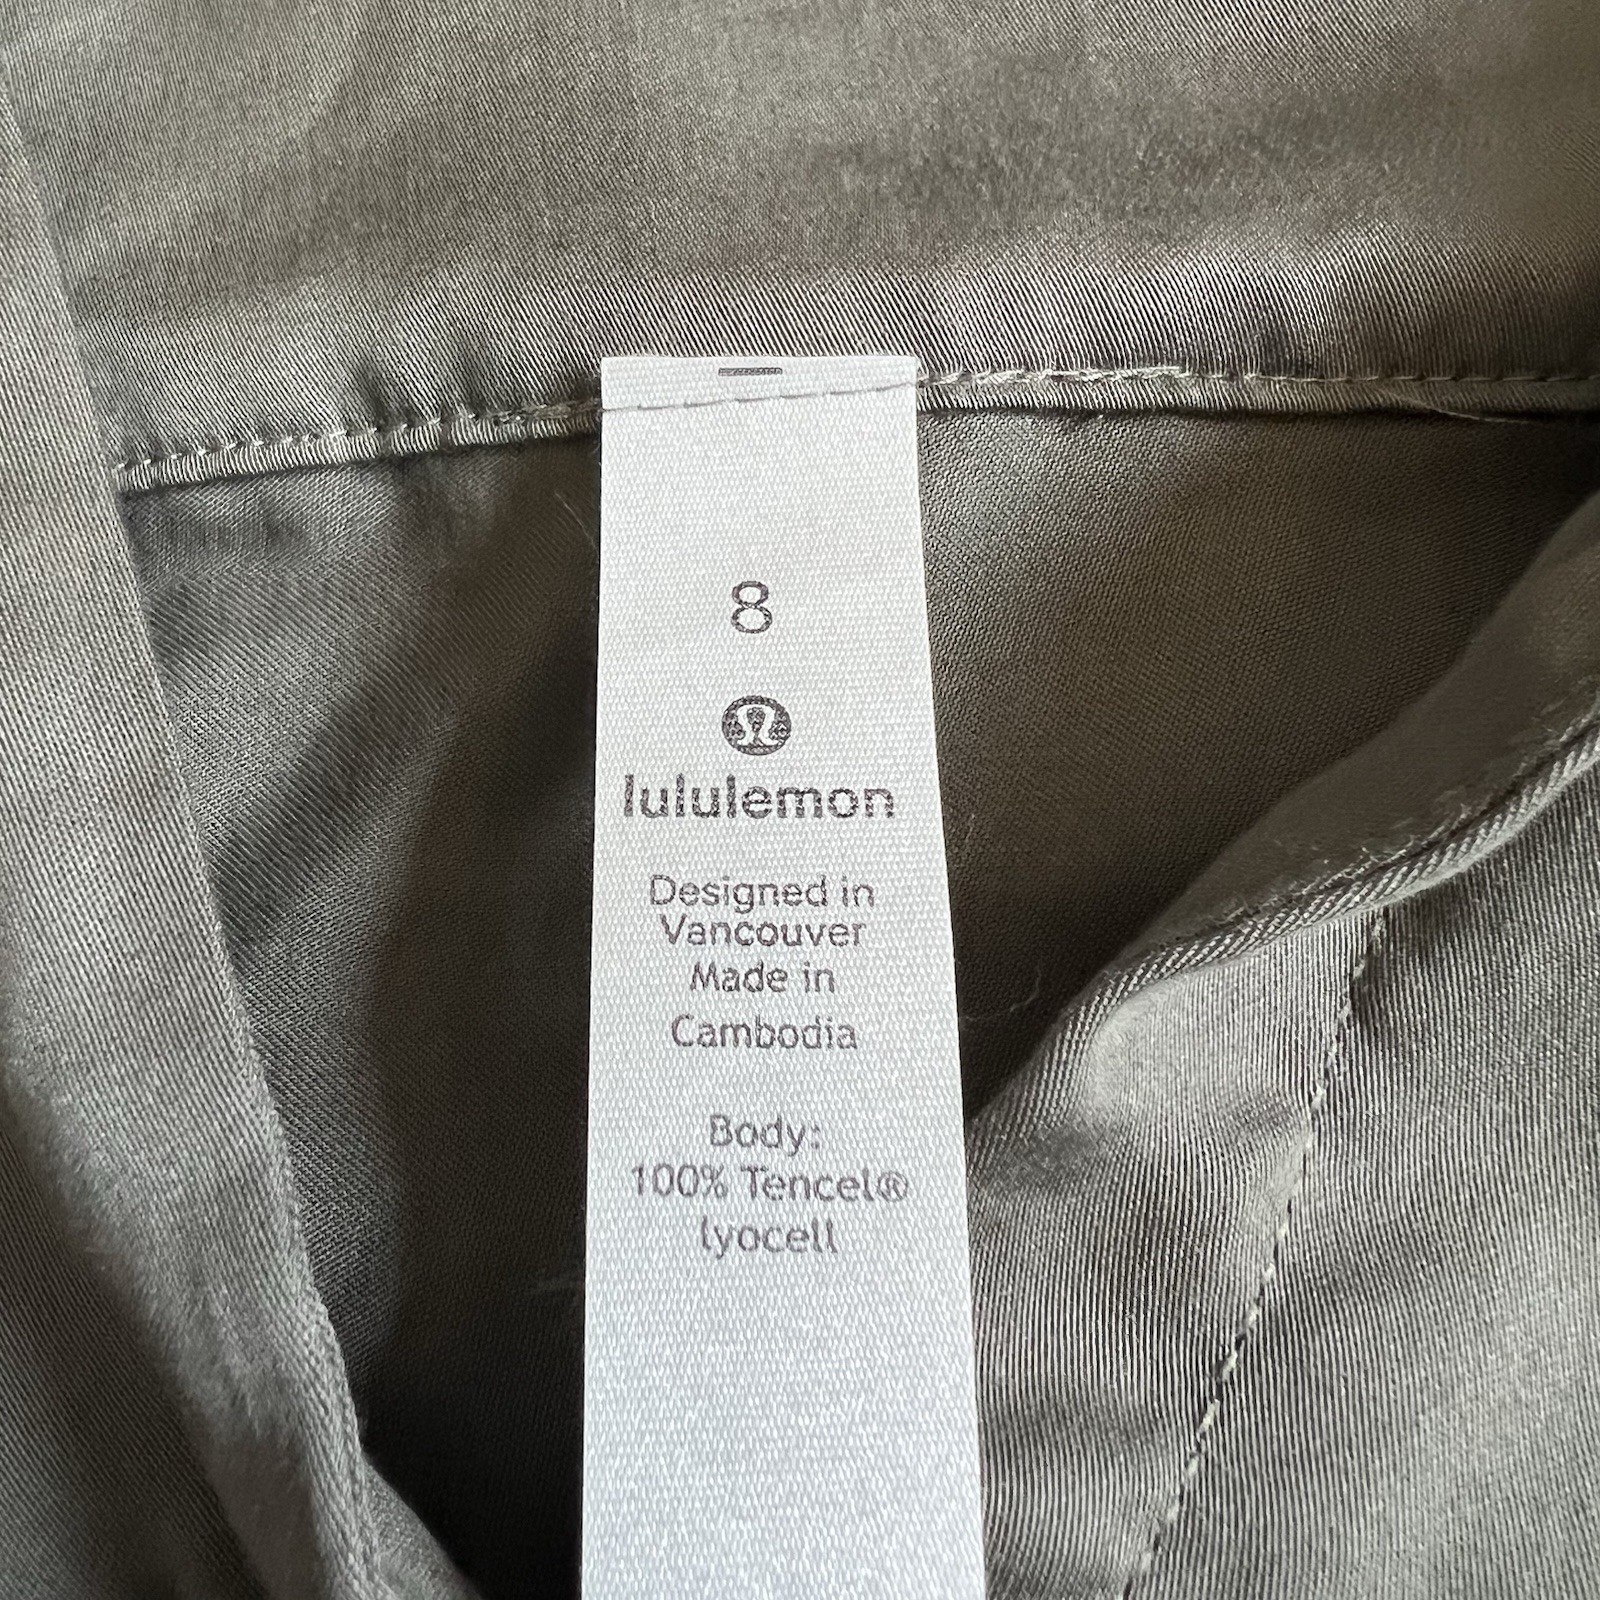 8
lululemon
Designed in
Vancouver
Made in
Cambodia
Body:
100% Tencel®
lyocell